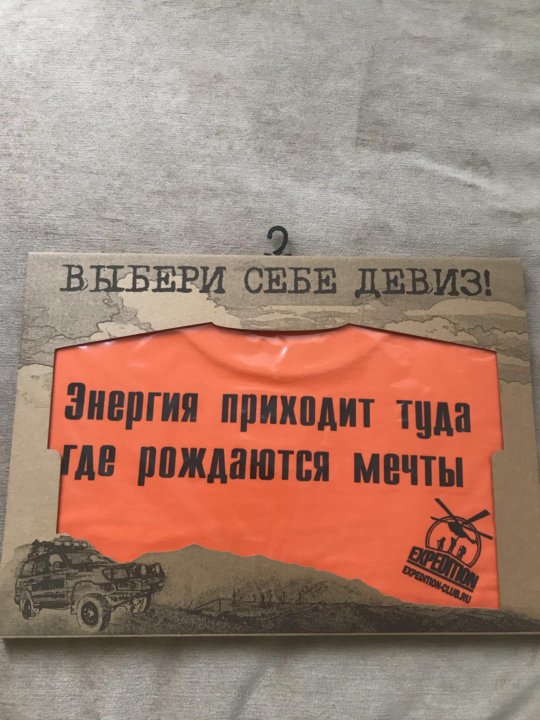 ВЫБЕРИ СЕБЕ ДЕВИЗ!
Энергия приходит туда
где рождаются мечты
EXPEDITION
EXPEDITION-CLUB.RU